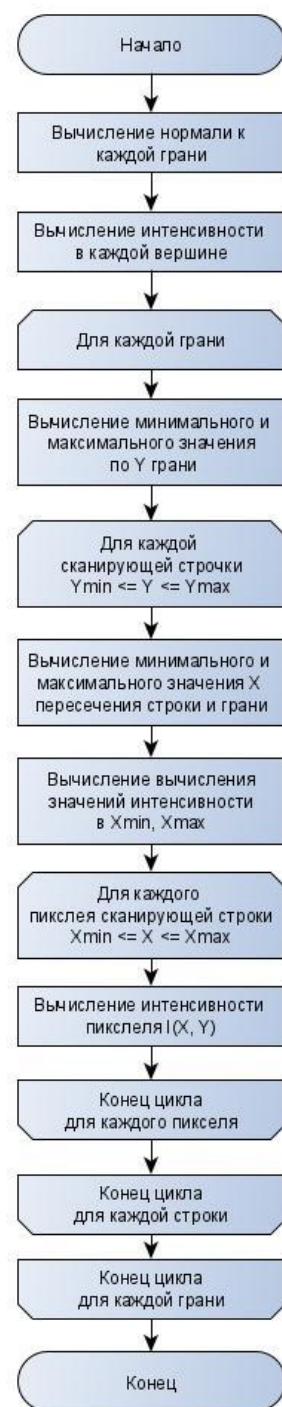 Начало
Вычисление нормали к
каждой грани
Вычисление интенсивности
в каждой вершине
Для каждой грани
Вычисление минимального и
максимального значения
по Y грани
Для каждой
сканирующей строчки
Ymin <= Y <= Ymax
Вычисление минимального и
максимального значения X
пересечения строки и грани
Вычисление вычисления
значений интенсивности
в Xmin, Xmax
Для каждого
пикслея сканирующей строки
Xmin <= X <= Xmax
Вычисление интенсивности
пикслеля I(X, Y)
Конец цикла
для каждого пикселя
Конец цикла
для каждой строки
Конец цикла
для каждой грани
Конец